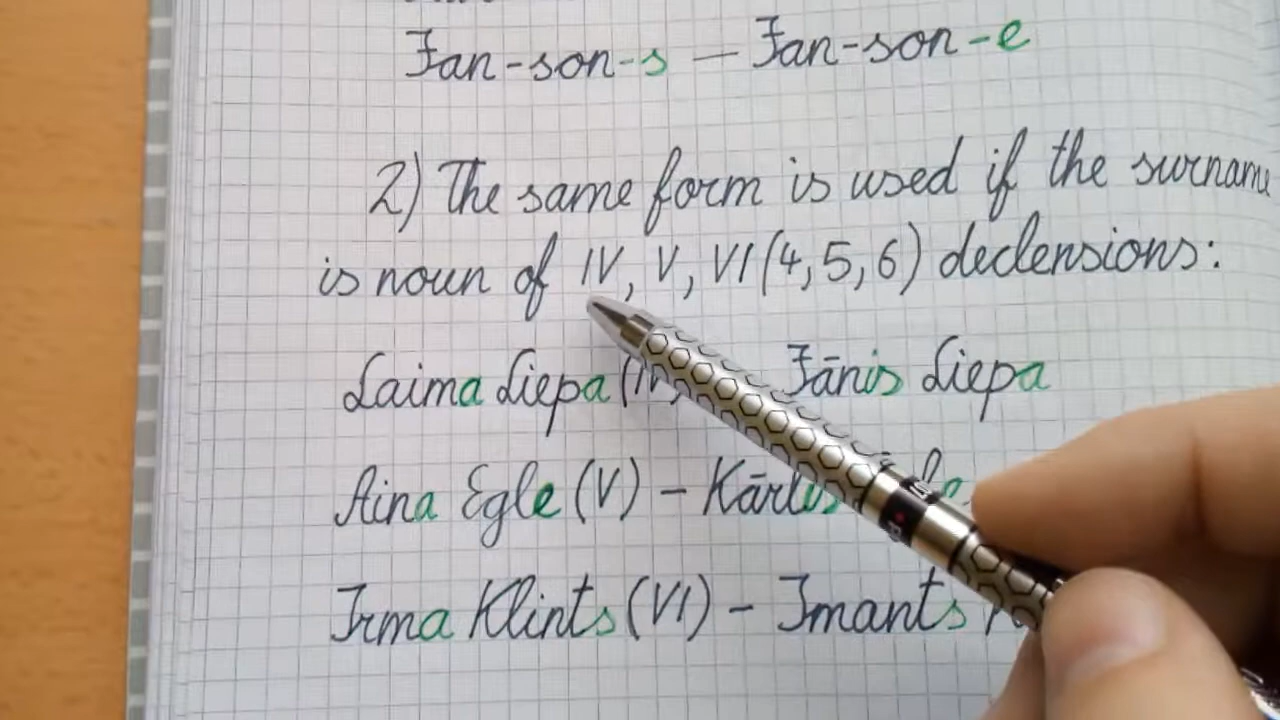 Jan-son-s — Jan-son-e
2) The same form is used if the surname
is noun of IV, V, VI (4, 5, 6) declensions:
Laima Liepa (IV) Jānis Liepa
Aina Egle (V) - Kārlis
Irma Klints (VI) - Imants